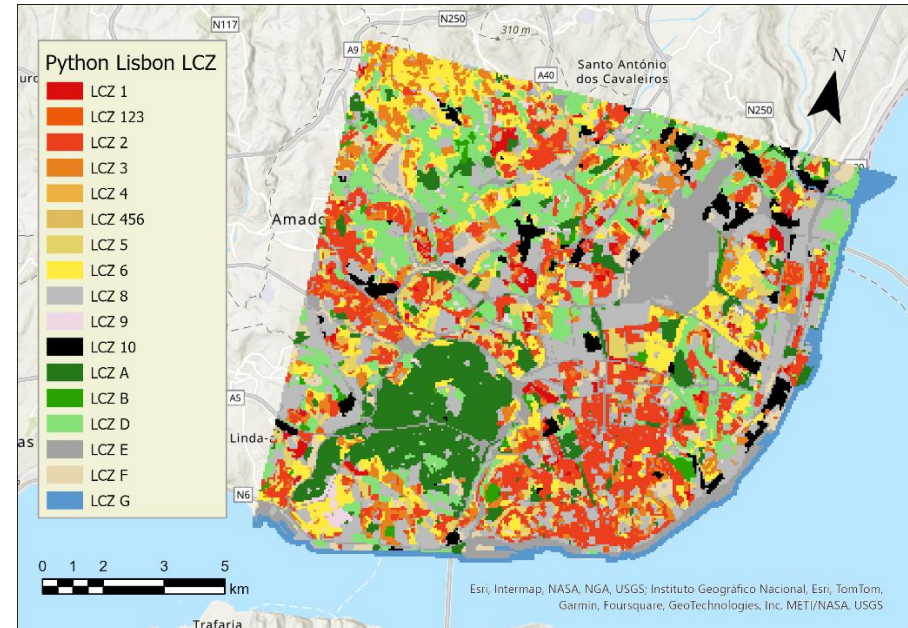 N117
N250
310 m
A9
Santo António
dos Cavaleiros
A40
N250
N
Python Lisbon LCZ
LCZ 1
LCZ 123
LCZ 2
LCZ 3
LCZ 4
LCZ 456
LCZ 5
LCZ 6
LCZ 8
LCZ 9
LCZ 10
LCZ A
LCZ B
LCZ D
LCZ E
LCZ F
LCZ G
Amado
A5
Linda-a
as
N6
0 1 2 3 5
km
Trafaria
Esri, Intermap, NASA, NGA, USGS; Instituto Geográfico Nacional, Esri, TomTom,
Garmin, Foursquare, GeoTechnologies, Inc, METI/NASA, USGS